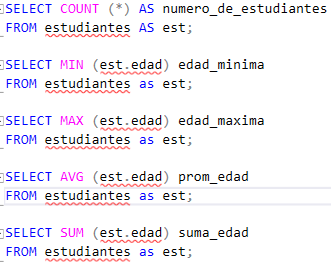 SELECT COUNT (*) AS numero_de_estudiantes
FROM estudiantes AS est;
SELECT MIN (est.edad) edad_minima
FROM estudiantes as est;
SELECT MAX (est.edad) edad_maxima
FROM estudiantes as est;
SELECT AVG (est.edad) prom_edad
FROM estudiantes as est;
SELECT SUM (est.edad) suma_edad
FROM estudiantes as est;